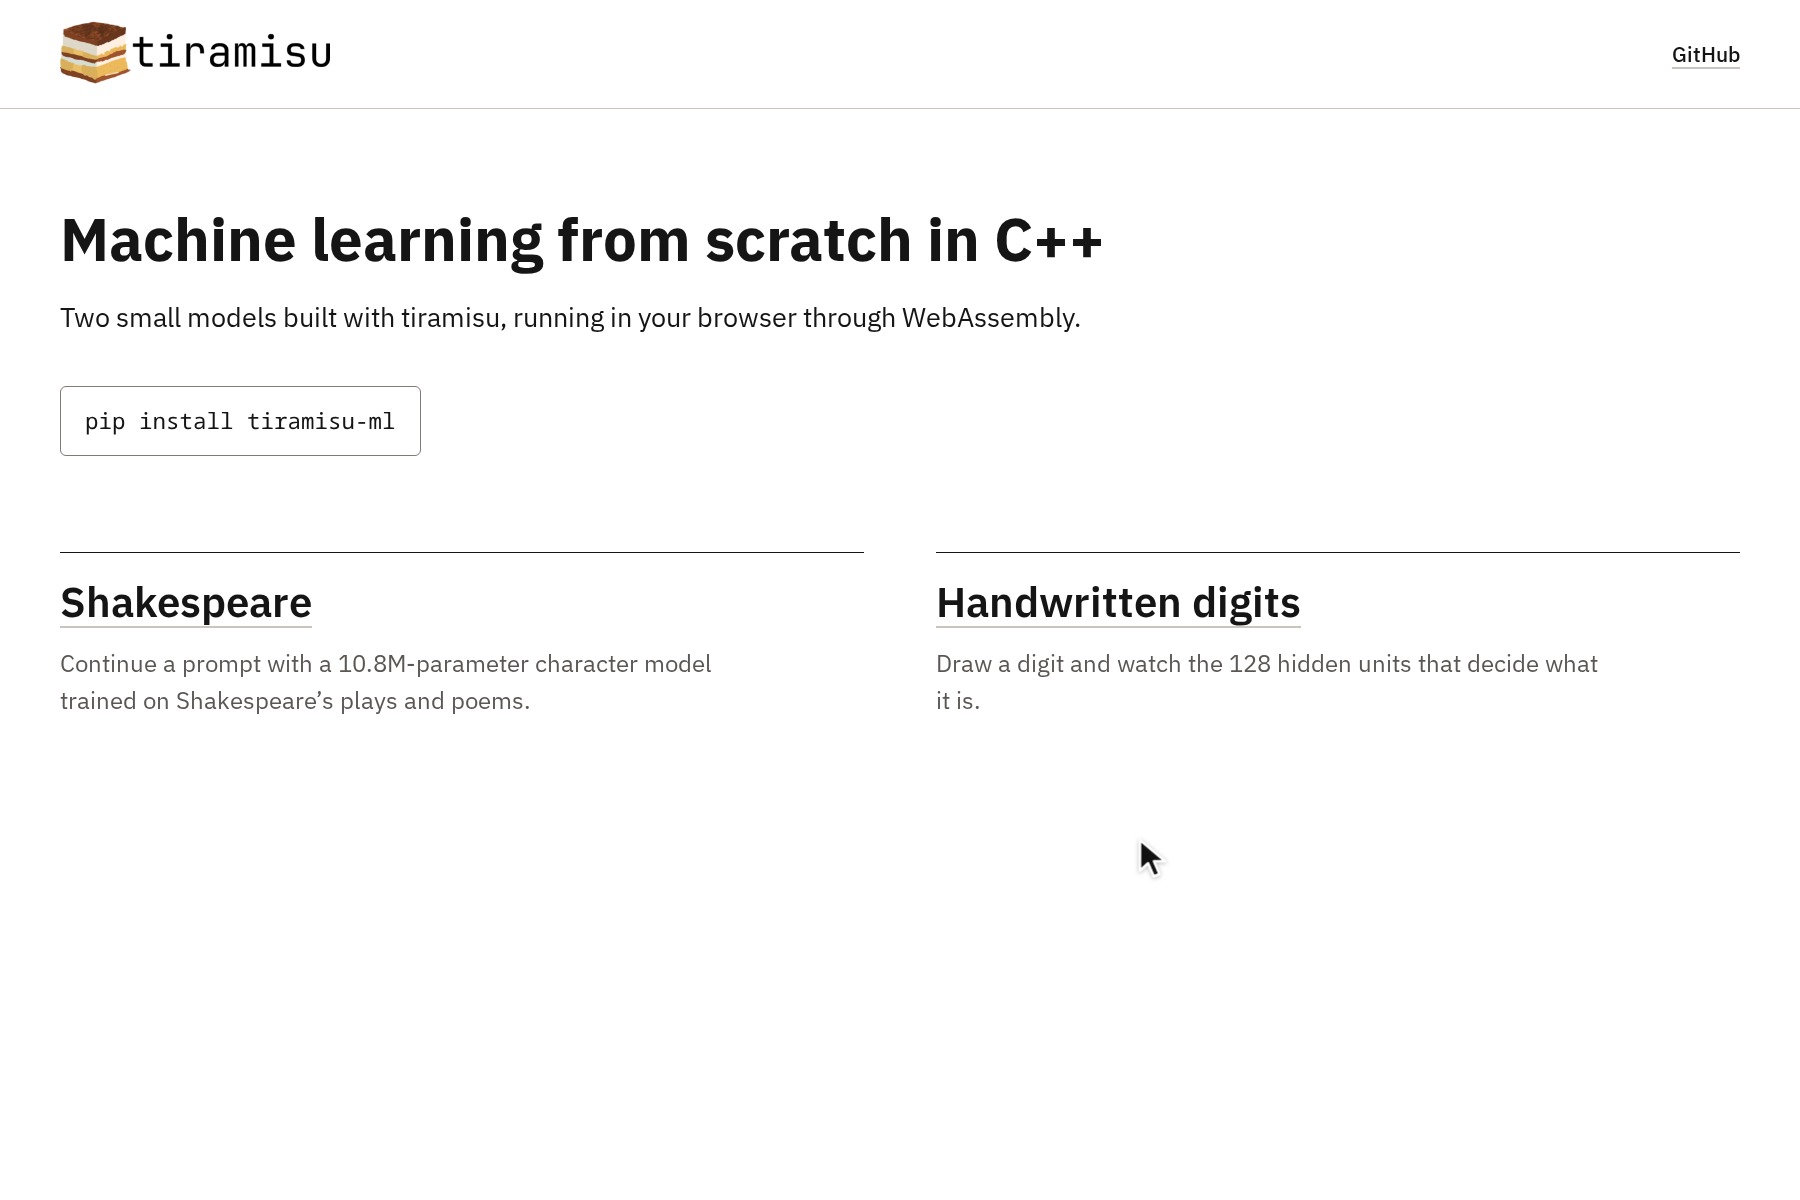 tiramisu
GitHub
Machine learning from scratch in C++
Two small models built with tiramisu, running in your browser through WebAssembly.
pip install tiramisu-ml
Shakespeare
Continue a prompt with a 10.8M-parameter character model
trained on Shakespeare’s plays and poems.
Handwritten digits
Draw a digit and watch the 128 hidden units that decide what
it is.